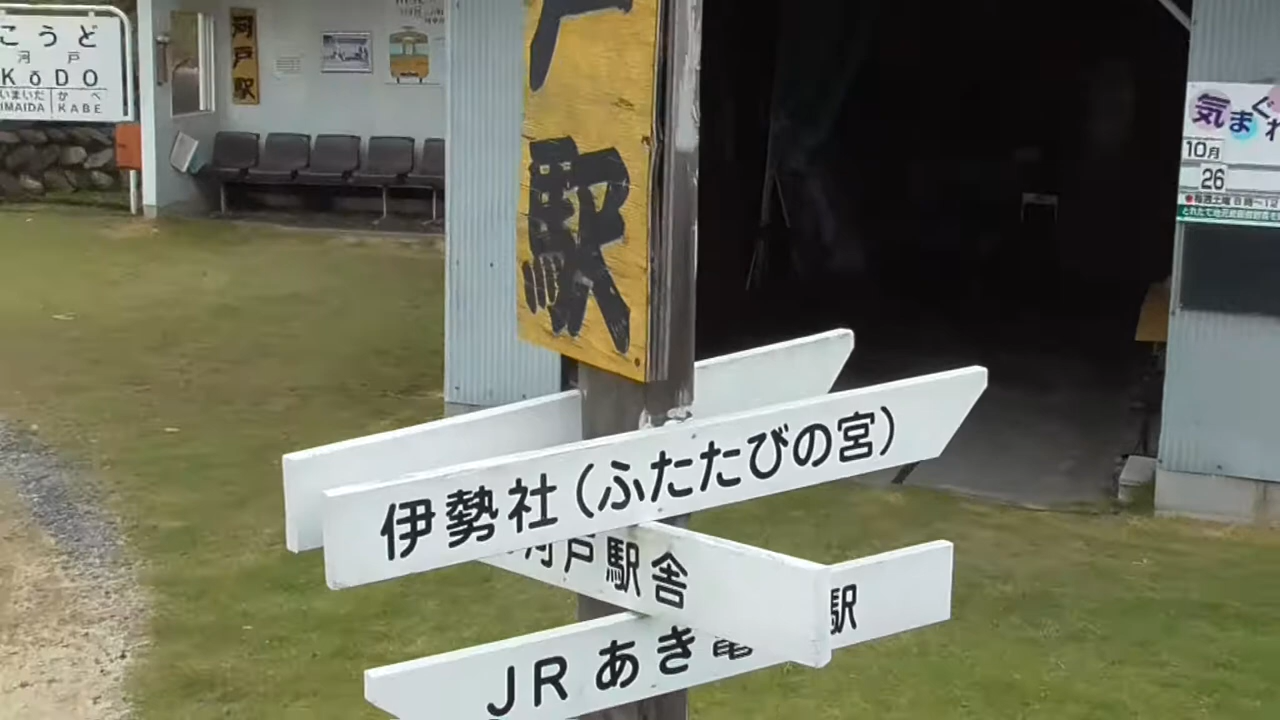 こうど
河戸
KōDO
いまいだ
かべ
IMAIDA
KABE
河戸駅
駅
気まぐれ
10月
26
伊勢社(ふたたびの宮)
河戸駅舎
JRあき亀
駅